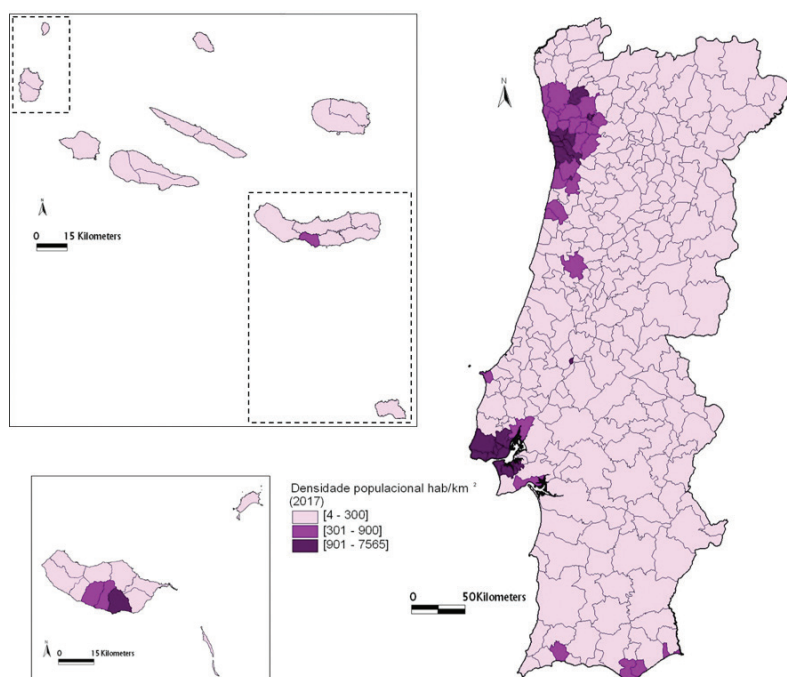 N
0 15 Kilometers
N
Densidade populacional hab/km 2
(2017)
[4 - 300]
[301 - 900]
[901 - 7565]
0 50Kilometers
N
0 15 Kilometers